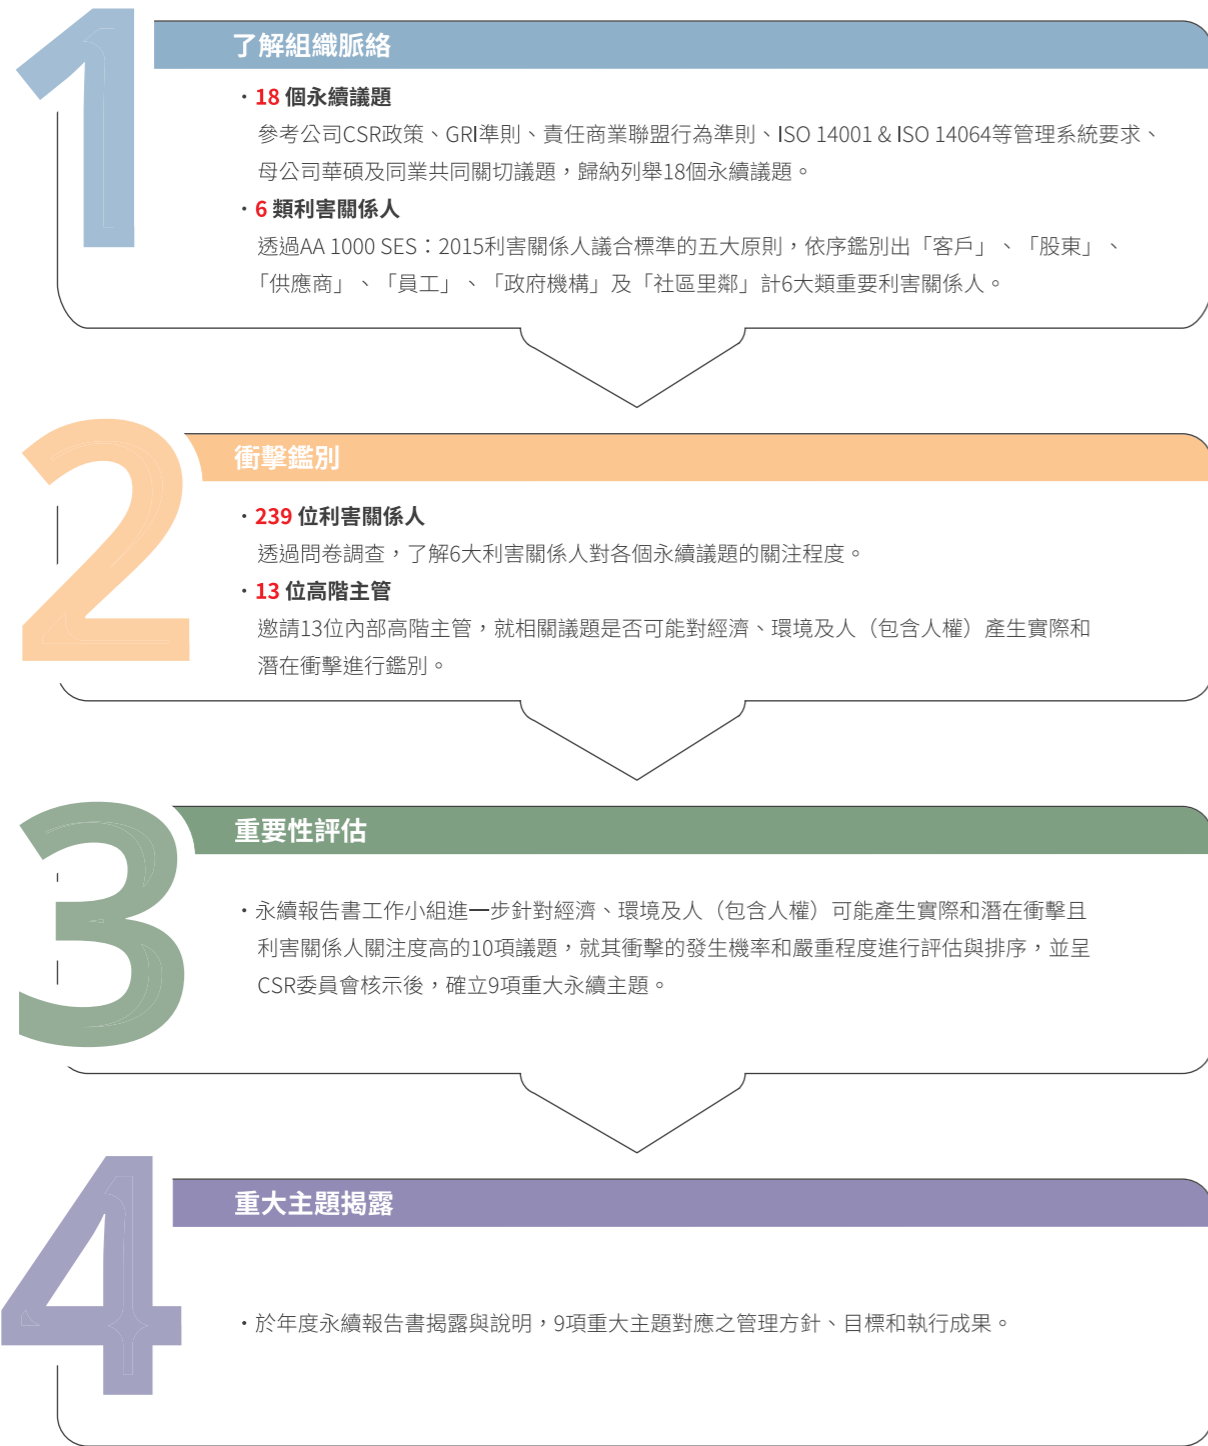 1
了解組織脈絡
・18 個永續議題
參考公司CSR政策、GRI準則、責任商業聯盟行為準則、ISO 14001 & ISO 14064等管理系統要求、
母公司華碩及同業共同關切議題，歸納列舉18個永續議題。
・6 類利害關係人
透過AA 1000 SES：2015利害關係人議合標準的五大原則，依序鑑別出「客戶」、「股東」、
「供應商」、「員工」、「政府機構」及「社區里鄰」計6大類重要利害關係人。
2
衝擊鑑別
・239 位利害關係人
透過問卷調查，了解6大利害關係人對各個永續議題的關注程度。
・13 位高階主管
邀請13位內部高階主管，就相關議題是否可能對經濟、環境及人（包含人權）產生實際和
潛在衝擊進行鑑別。
3
重要性評估
・永續報告書工作小組進一步針對經濟、環境及人（包含人權）可能產生實際和潛在衝擊且
利害關係人關注度高的10項議題，就其衝擊的發生機率和嚴重程度進行評估與排序，並呈
CSR委員會核示後，確立9項重大永續主題。
4
重大主題揭露
・於年度永續報告書揭露與說明，9項重大主題對應之管理方針、目標和執行成果。